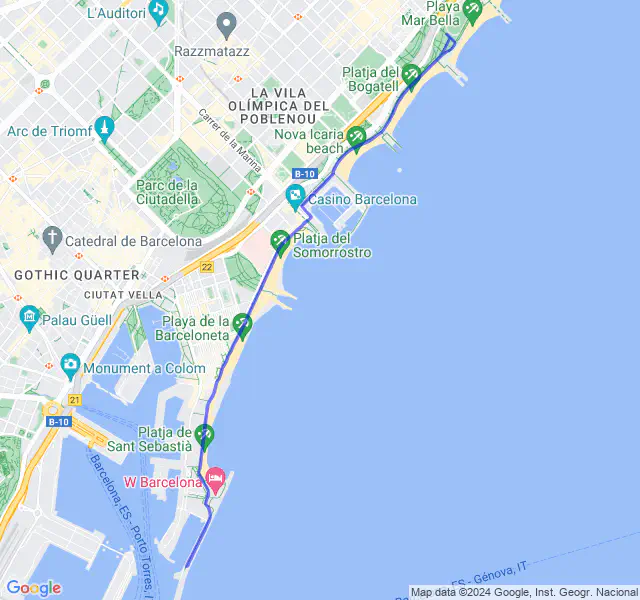 L'Auditori
Playa
Mar Bella
Razzmatazz
Platja del
Bogatell
LA VILA
OLÍMPICA DEL
POBLENOU
Arc de Triomf
Carrer de la Marina
Nova Icaria
beach
B-10
Parc de la
Ciutadella
Casino Barcelona
Catedral de Barcelona
Platja del
Somorrostro
GOTHIC QUARTER
22
CIUTAT VELLA
Palau Güell
Playa de la
Barceloneta
Monument a Colom
21
B-10
Platja de
Sant Sebastià
W Barcelona
Barcelona, ES - Porto Torres,
ES - Génova, IT
Google
Map data ©2024 Google, Inst. Geogr. Nacional